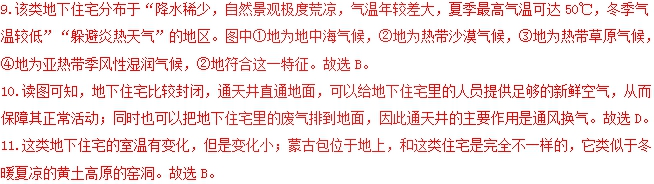 9.该类地下住宅分布于“降水稀少，自然景观极度荒凉，气温年较差大，夏季最高气温可达 50℃，冬季气
温较低”“躲避炎热天气”的地区。图中①地为地中海气候，②地为热带沙漠气候，③地为热带草原气候，
④地为亚热带季风性湿润气候，②地符合这一特征。故选 B。
10.读图可知，地下住宅比较封闭，通天井直通地面，可以给地下住宅里的人员提供足够的新鲜空气，从而
保障其正常活动；同时也可以把地下住宅里的废气排到地面，因此通天井的主要作用是通风换气。故选 D。
11.这类地下住宅的室温有变化，但是变化小；蒙古包位于地上，和这类住宅是完全不一样的，它类似于冬
暖夏凉的黄土高原的窑洞。故选 B。